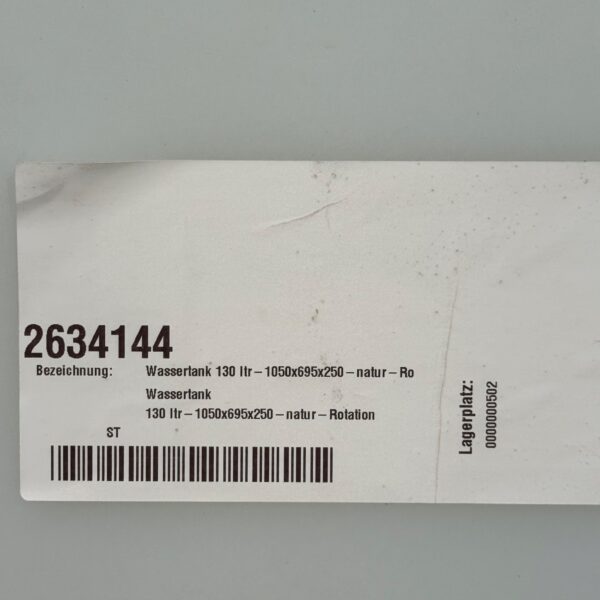 2634144
Bezeichnung: Wassertank 130 ltr – 1050x695x250 – natur – Ro
Wassertank
130 ltr – 1050x695x250 – natur – Rotation
ST
Lagerplatz:
0000000502